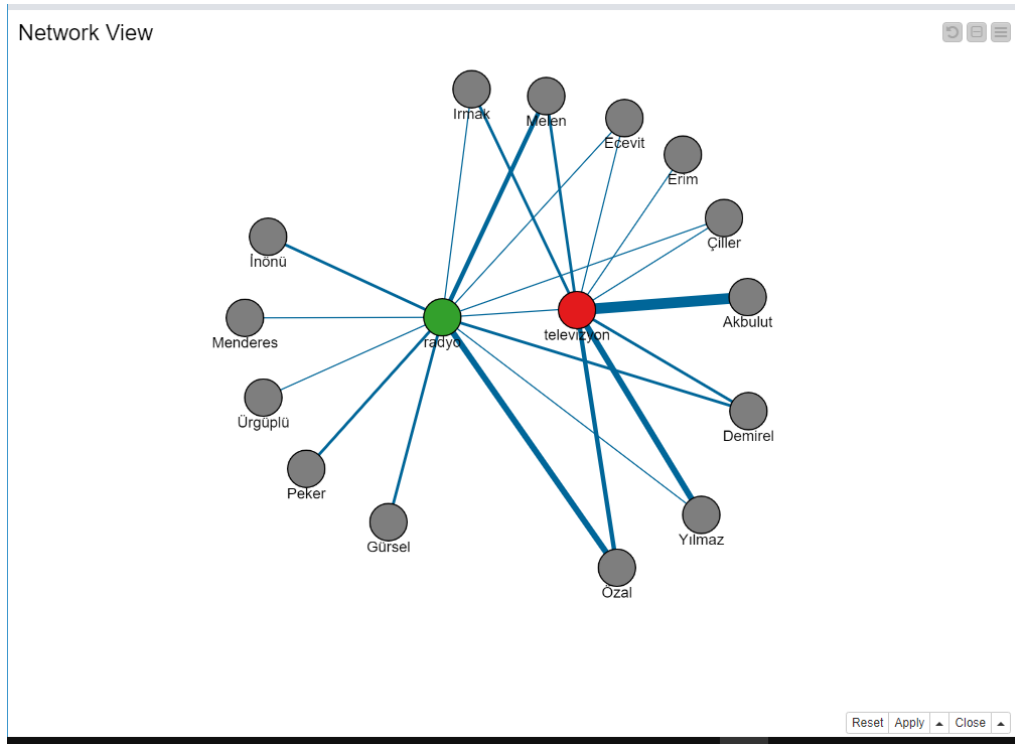 Network View
Irmak
Melen
Ecevit
Erim
Çiller
İnönü
Akbulut
Menderes
radyo
televizyon
Ürgüplü
Demirel
Peker
Gürsel
Yılmaz
Özal
Reset Apply Close